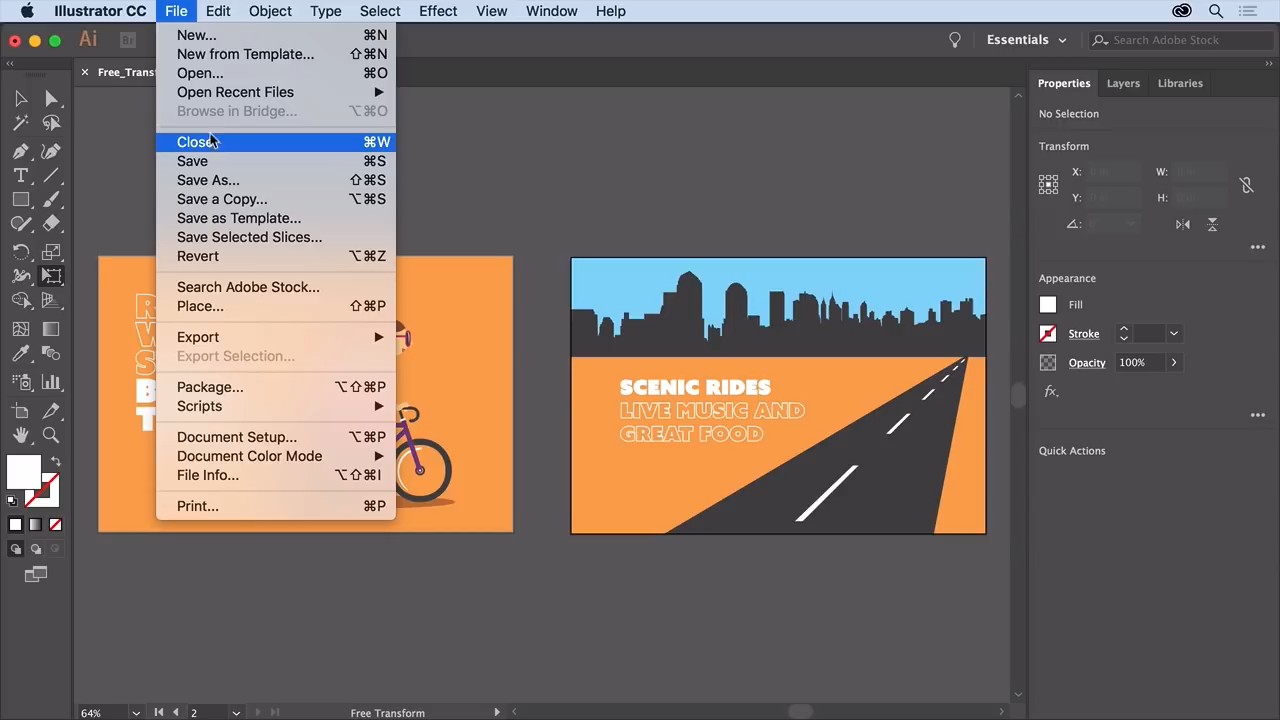 Illustrator CC File Edit Object Type Select Effect View Window Help
Ai Br Essentials Search Adobe Stock
Free_Trans
New... ⌘N
New from Template... ⇧⌘N
Open... ⌘O
Open Recent Files
Browse in Bridge... ⌥⌘O
Close ⌘W
Save ⌘S
Save As... ⇧⌘S
Save a Copy... ⌥⌘S
Save as Template...
Save Selected Slices...
Revert ⌥⌘Z
Search Adobe Stock...
Place... ⇧⌘P
Export
Export Selection...
Package... ⌥⇧⌘P
Scripts
Document Setup... ⌥⌘P
Document Color Mode
File Info... ⌥⇧⌘I
Print... ⌘P
R
W
S
B
T
SCENIC RIDES
LIVE MUSIC AND
GREAT FOOD
Properties Layers Libraries
No Selection
Transform
X: W:
Y: H:
Appearance
Fill
Stroke
Opacity 100%
fx.
Quick Actions
64% 2 Free Transform